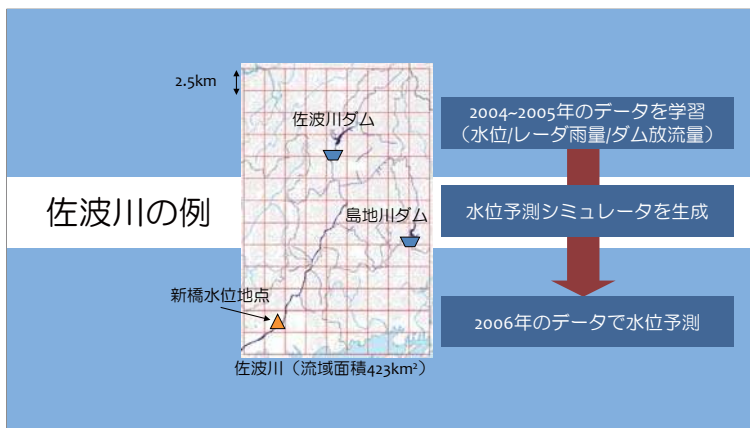 2.5km
佐波川ダム
2004~2005年のデータを学習
（水位/レーダ雨量/ダム放流量）
佐波川の例
島地川ダム
水位予測シミュレータを生成
新橋水位地点
2006年のデータで水位予測
佐波川（流域面積423km²）